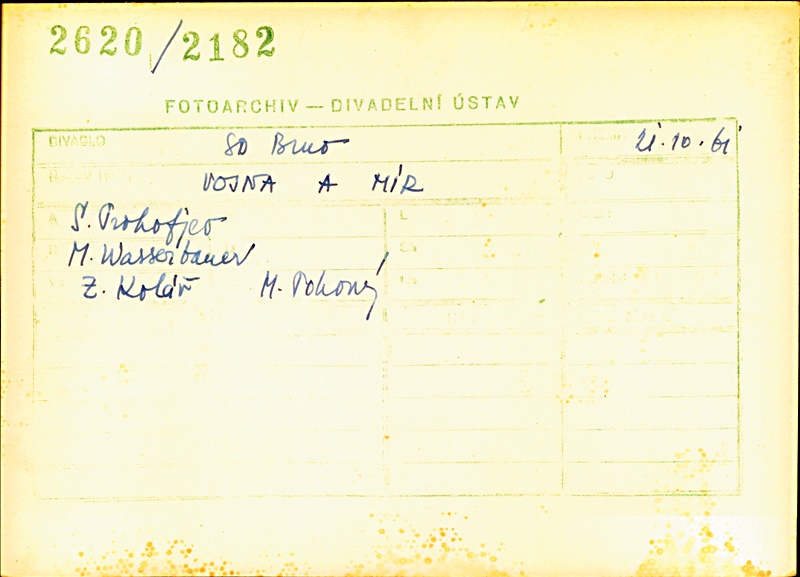 2620/2182
FOTOARCHIV — DIVADELNÍ ÚSTAV
DIVADLO SD Brno 21.10.61
VOJNA A MÍR
S. Prokofjev
M. Wasserbauer
Z. Kolář M. Pokorný